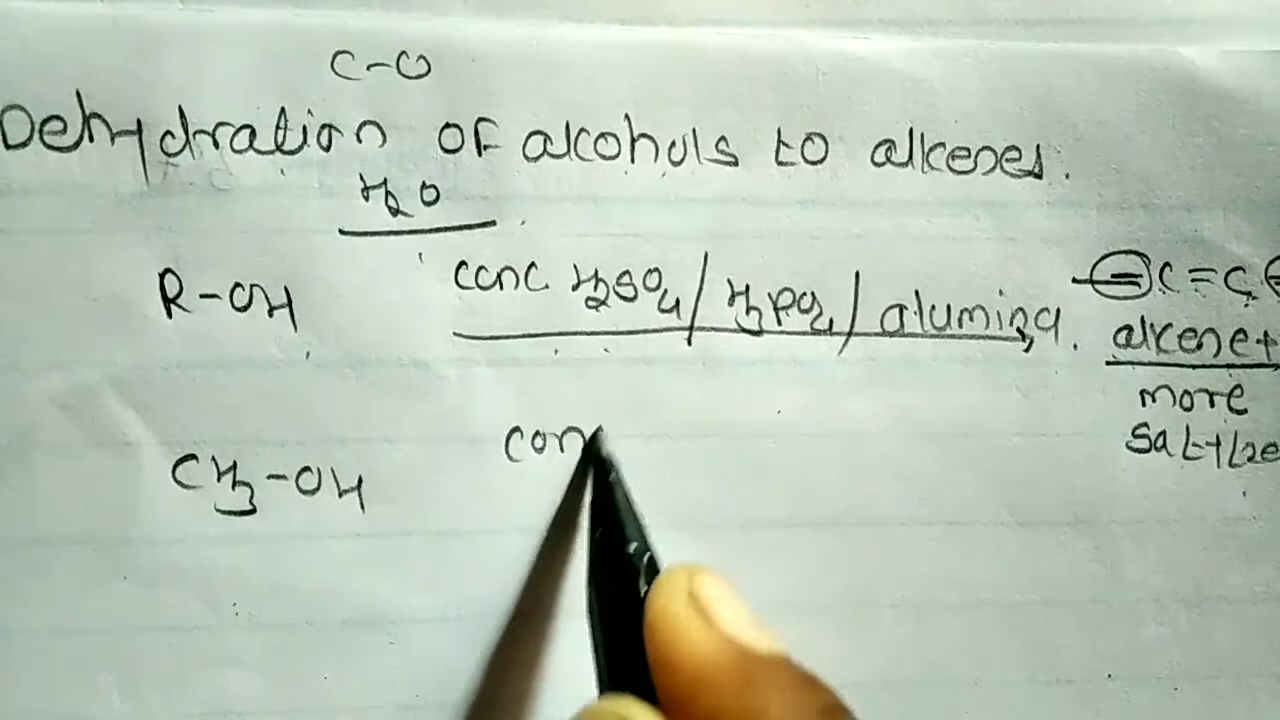 C-O
Dehydration of alcohols to alkenes.
H2O
R-OH conc H2SO4/H3PO4/alumina. =C=C
alkene+
more
CH3-OH con